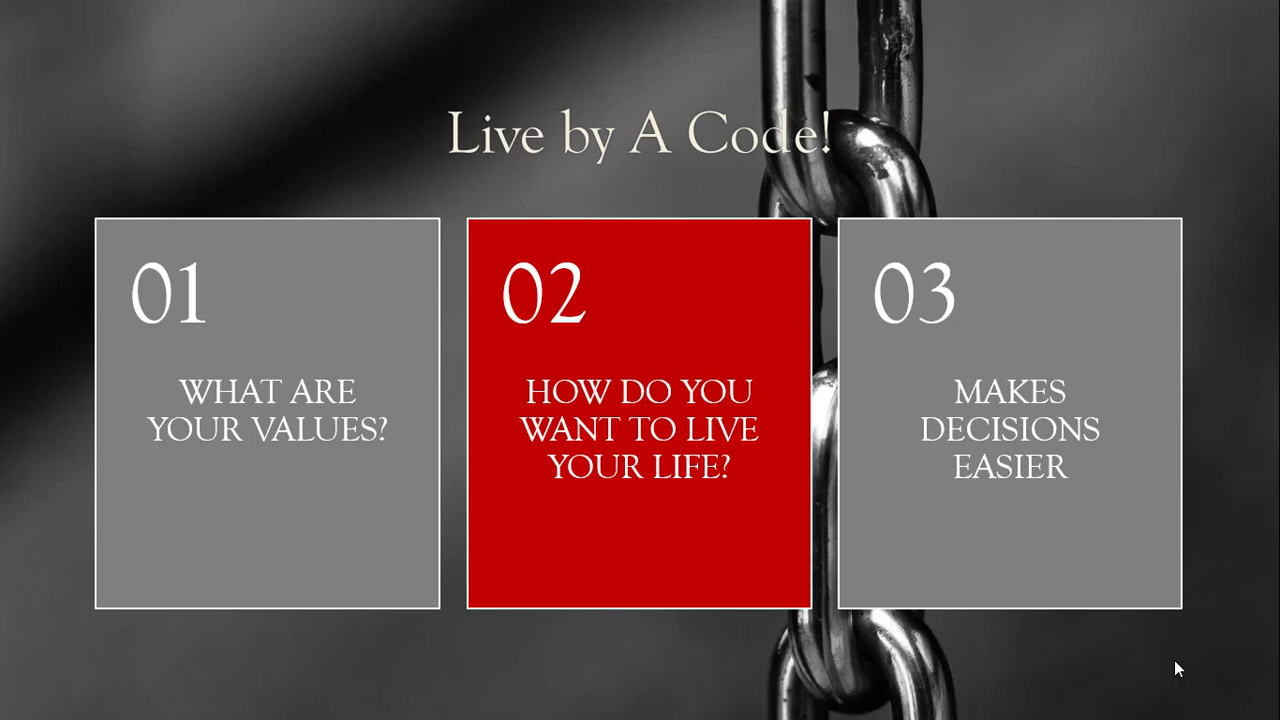 Live by A Code!
01
WHAT ARE
YOUR VALUES?
02
HOW DO YOU
WANT TO LIVE
YOUR LIFE?
03
MAKES
DECISIONS
EASIER